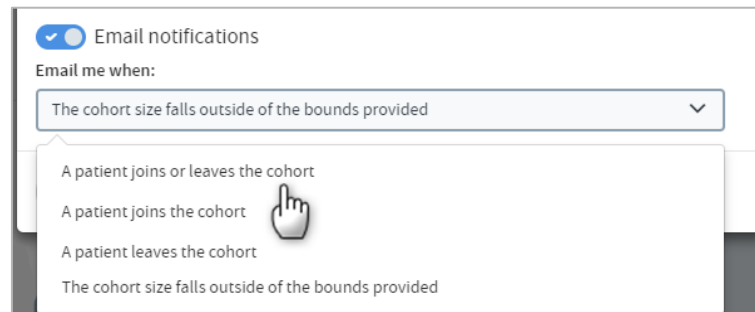 Email notifications
Email me when:
The cohort size falls outside of the bounds provided
A patient joins or leaves the cohort
A patient joins the cohort
A patient leaves the cohort
The cohort size falls outside of the bounds provided